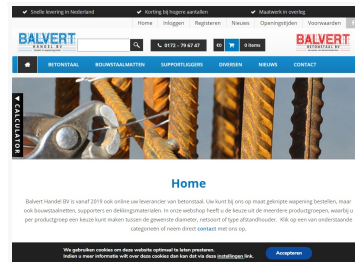 Snelle levering in Nederland
Korting bij hogere aantallen
Maatwerk in overleg
Home Inloggen Registeren Nieuws Openingstijden Voorwaarden
BALVERT
HANDEL BV
0172 - 79 67 47
€0
0 items
BALVERT
BETONSTAAL BV
BETONSTAAL BOUWSTAALMATTEN SUPPORTLIGGERS DIVERSEN NIEUWS CONTACT
CALCULATOR
Home
Balvert Handel BV is vanaf 2019 ook online uw leverancier van betonstaal. Uw kunt bij ons op maat geknipte wapening bestellen, maar
ook bouwstaalnetten, supporters en dekkingsmaterialen. In onze webshop heeft u de keuze uit de meerdere productgroepen, waarbij u
per productgroep een keuze kunt maken tussen de gewenste diameter, netsoort of type afstandhouder. Klik op een van onderstaande
categorieën of neem direct contact met ons op.
We gebruiken cookies om deze website optimaal te laten presteren.
Indien u meer informatie wilt over deze cookies dan kan dat via deze instellingen link.
Accepteren